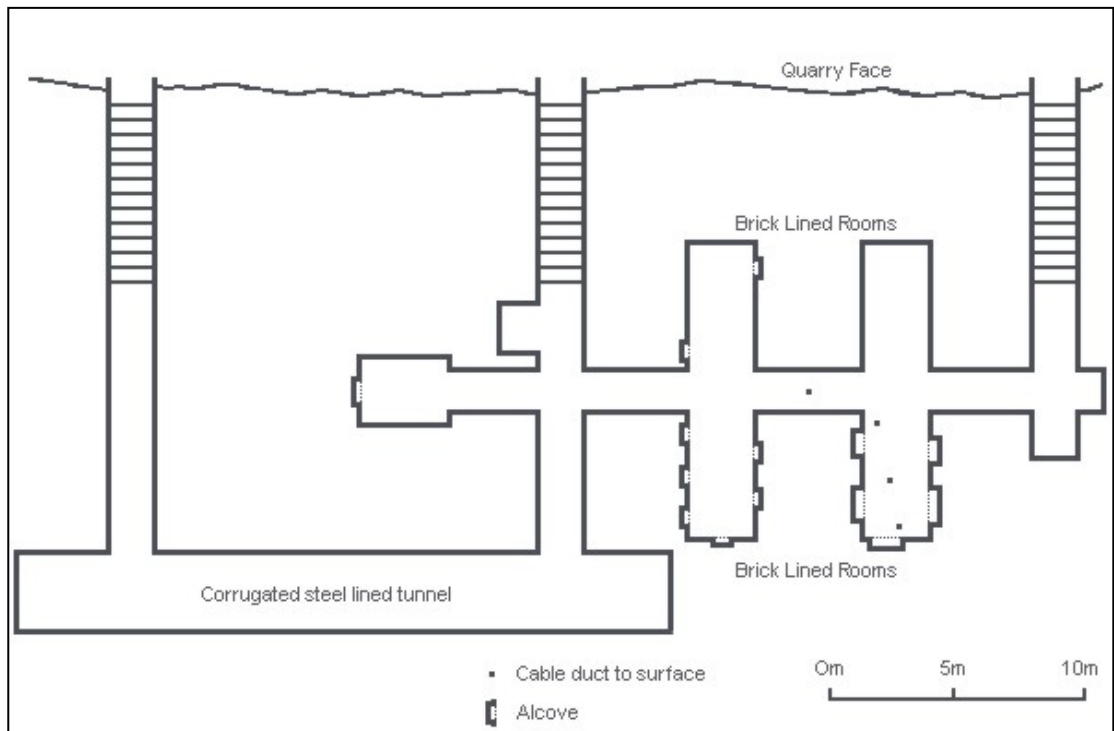 Quarry Face
Brick Lined Rooms
Brick Lined Rooms
Corrugated steel lined tunnel
Cable duct to surface
Alcove
0m 5m 10m